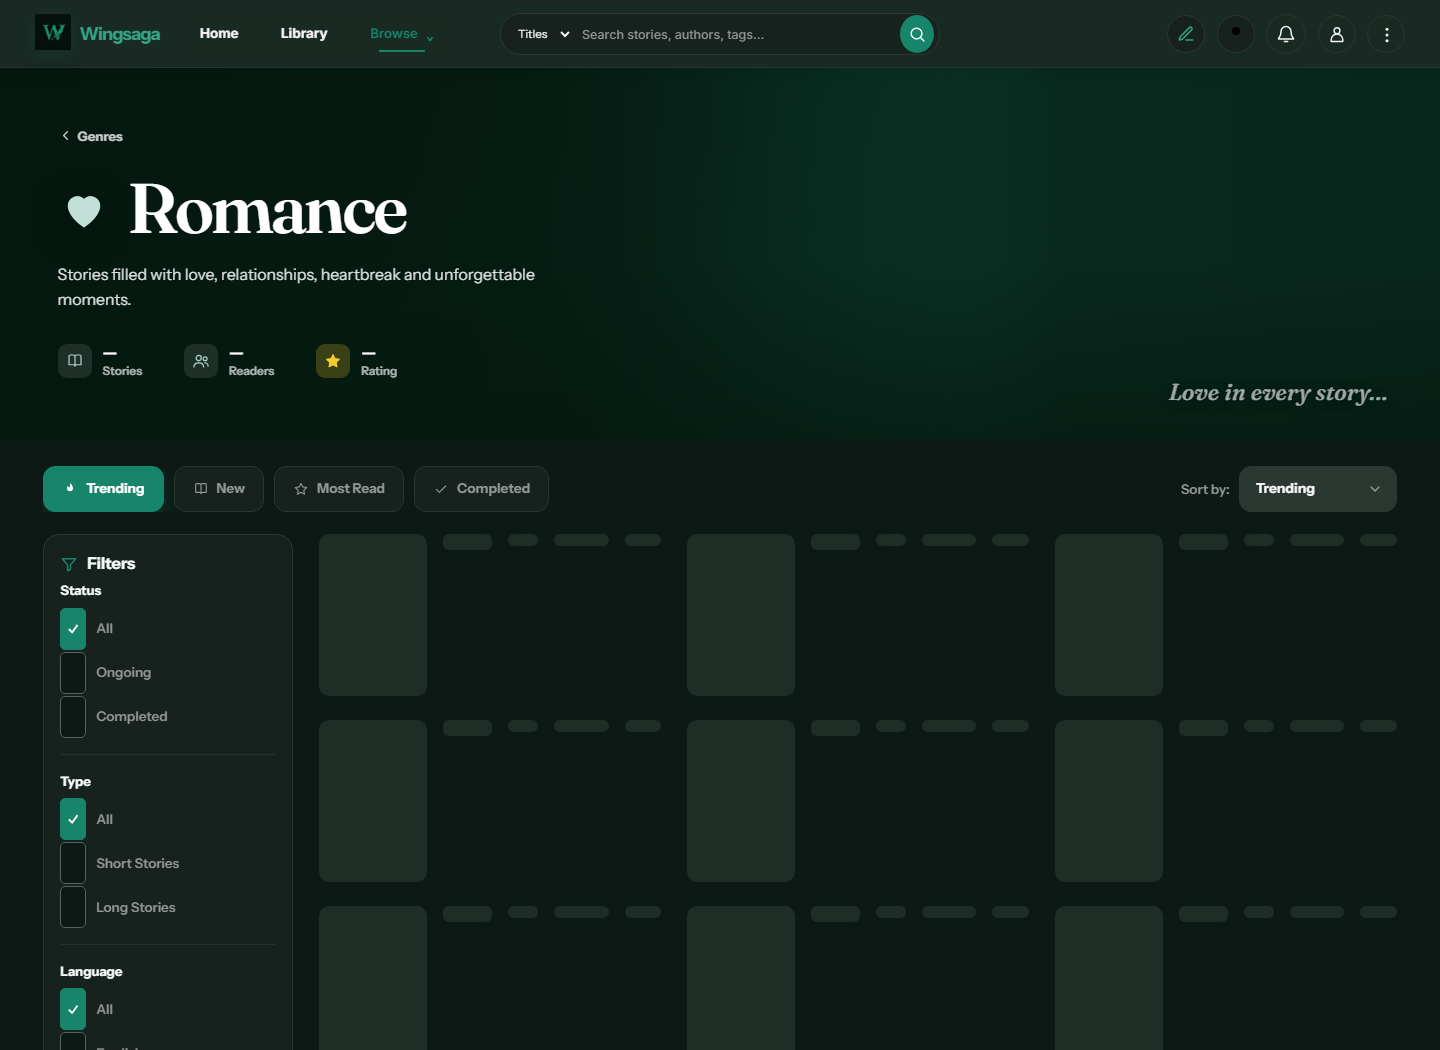 Wingsaga
Home
Library
Browse
Titles
Search stories, authors, tags...
Genres
Romance
Stories filled with love, relationships, heartbreak and unforgettable
moments.
—
Stories
—
Readers
—
Rating
Love in every story...
Trending
New
Most Read
Completed
Sort by:
Trending
Filters
Status
All
Ongoing
Completed
Type
All
Short Stories
Long Stories
Language
All